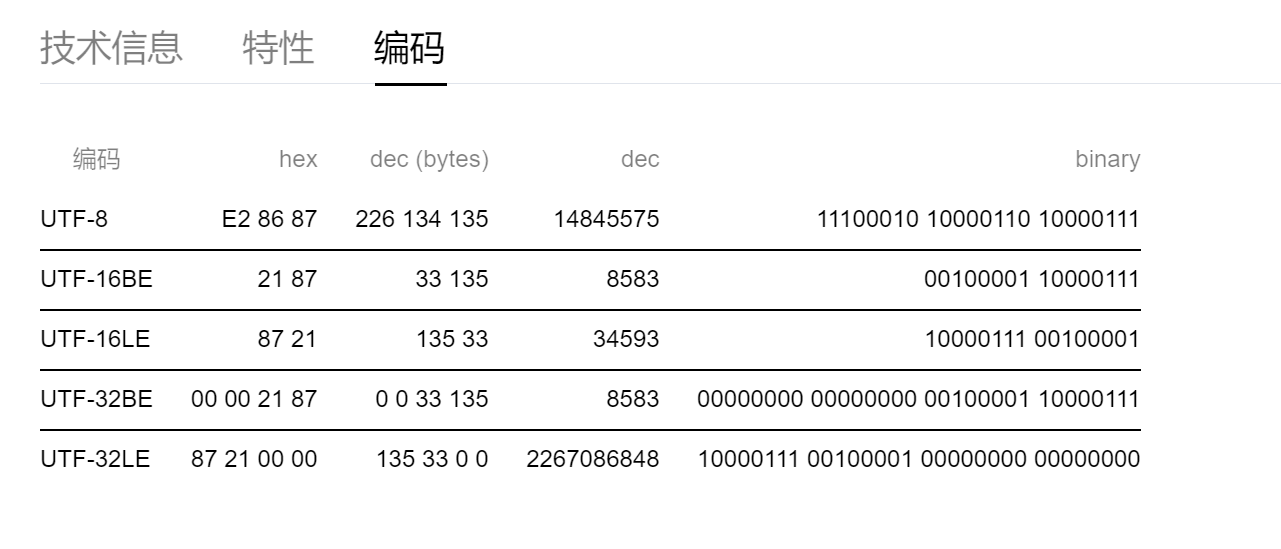 技术信息 特性 编码
编码 hex dec (bytes) dec binary
UTF-8 E2 86 87 226 134 135 14845575 11100010 10000110 10000111
UTF-16BE 21 87 33 135 8583 00100001 10000111
UTF-16LE 87 21 135 33 34593 10000111 00100001
UTF-32BE 00 00 21 87 0 0 33 135 8583 00000000 00000000 00100001 10000111
UTF-32LE 87 21 00 00 135 33 0 0 2267086848 10000111 00100001 00000000 00000000